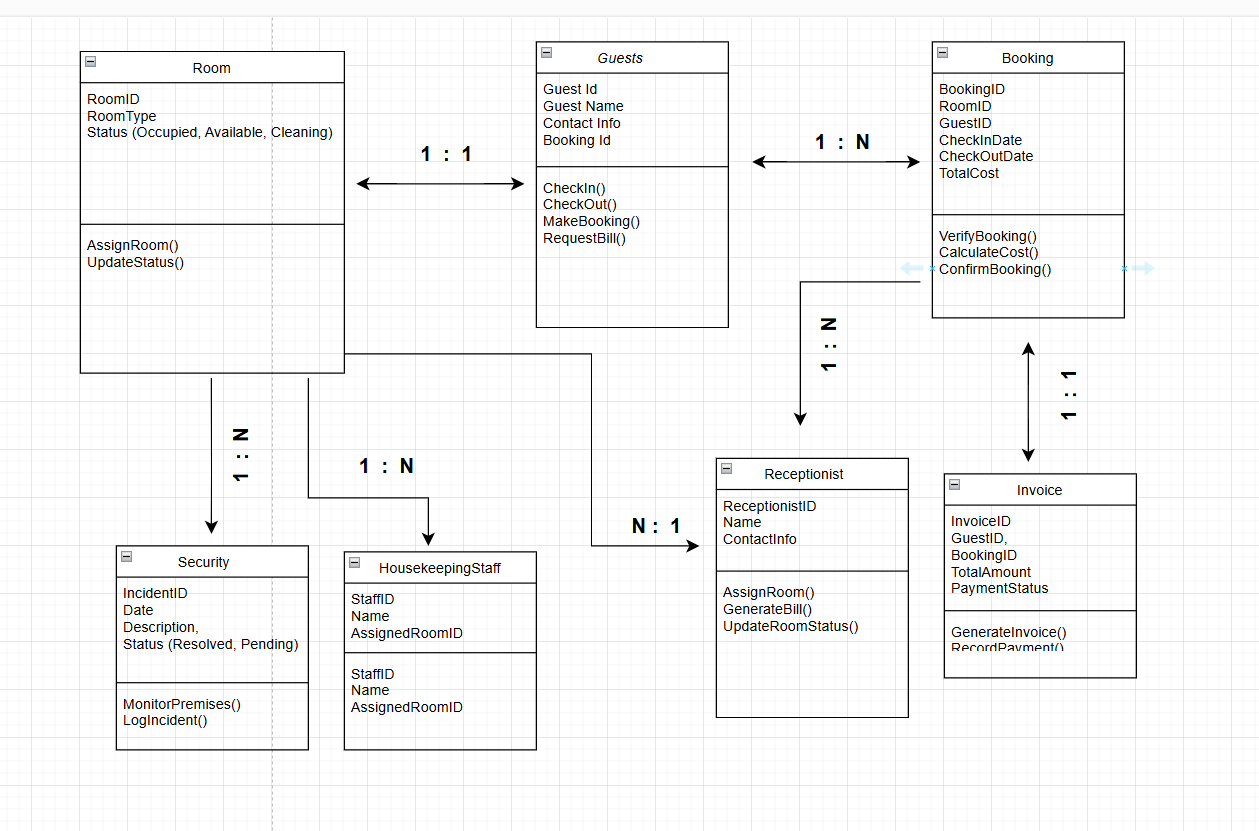 Room
RoomID
RoomType
Status (Occupied, Available, Cleaning)
AssignRoom()
UpdateStatus()
1 : 1
Guests
Guest Id
Guest Name
Contact Info
Booking Id
CheckIn()
CheckOut()
MakeBooking()
RequestBill()
1 : N
Booking
BookingID
RoomID
GuestID
CheckInDate
CheckOutDate
TotalCost
VerifyBooking()
CalculateCost()
ConfirmBooking()
1 : N
1 : 1
1 : N
1 : N
N : 1
Security
IncidentID
Date
Description,
Status (Resolved, Pending)
MonitorPremises()
LogIncident()
HousekeepingStaff
StaffID
Name
AssignedRoomID
StaffID
Name
AssignedRoomID
Receptionist
ReceptionistID
Name
ContactInfo
AssignRoom()
GenerateBill()
UpdateRoomStatus()
Invoice
InvoiceID
GuestID,
BookingID
TotalAmount
PaymentStatus
GenerateInvoice()
RecordPayment()